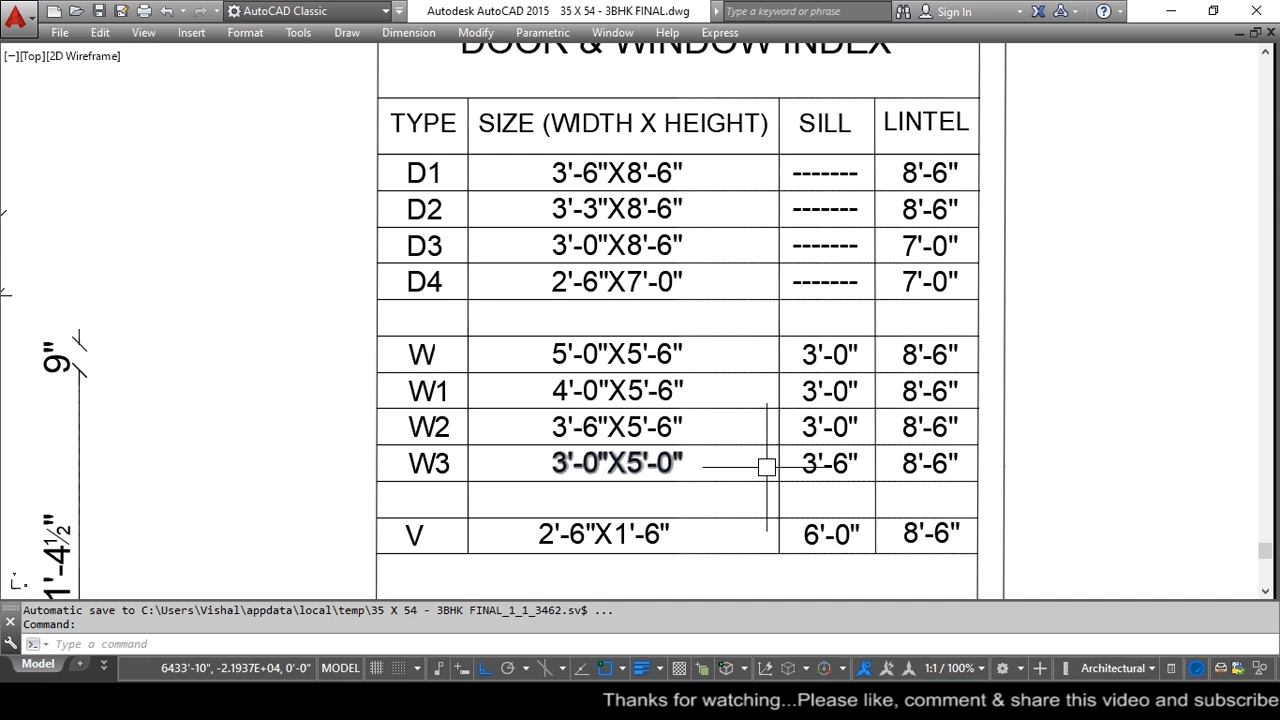 AutoCAD Classic
Autodesk AutoCAD 2015 35 X 54 - 3BHK FINAL.dwg
Type a keyword or phrase
Sign In
File Edit View Insert Format Tools Draw Dimension Modify Parametric Window Help Express
[−][Top][2D Wireframe]
DOOR & WINDOW INDEX
TYPE SIZE (WIDTH X HEIGHT) SILL LINTEL
D1 3'-6"X8'-6" ------- 8'-6"
D2 3'-3"X8'-6" ------- 8'-6"
D3 3'-0"X8'-6" ------- 7'-0"
D4 2'-6"X7'-0" ------- 7'-0"
W 5'-0"X5'-6" 3'-0" 8'-6"
W1 4'-0"X5'-6" 3'-0" 8'-6"
W2 3'-6"X5'-6" 3'-0" 8'-6"
W3 3'-0"X5'-0" 3'-6" 8'-6"
V 2'-6"X1'-6" 6'-0" 8'-6"
9"
1'-4½"
Automatic save to C:\Users\Vishal\appdata\local\temp\35 X 54 - 3BHK FINAL_1_1_3462.sv$ ...
Command:
Type a command
Model
6433'-10", -2.1937E+04, 0'-0" MODEL 1:1 / 100% Architectural
Thanks for watching...Please like, comment & share this video and subscribe